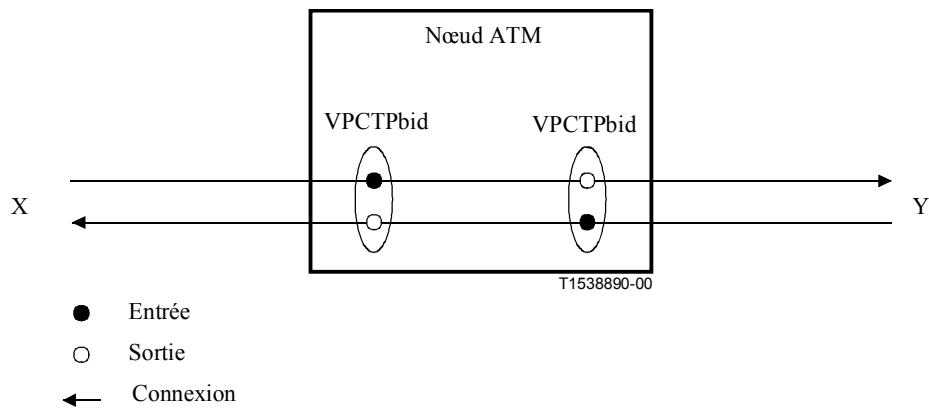 Nœud ATM
VPCTPbid
VPCTPbid
X
Y
T1538890-00
Entrée
Sortie
Connexion